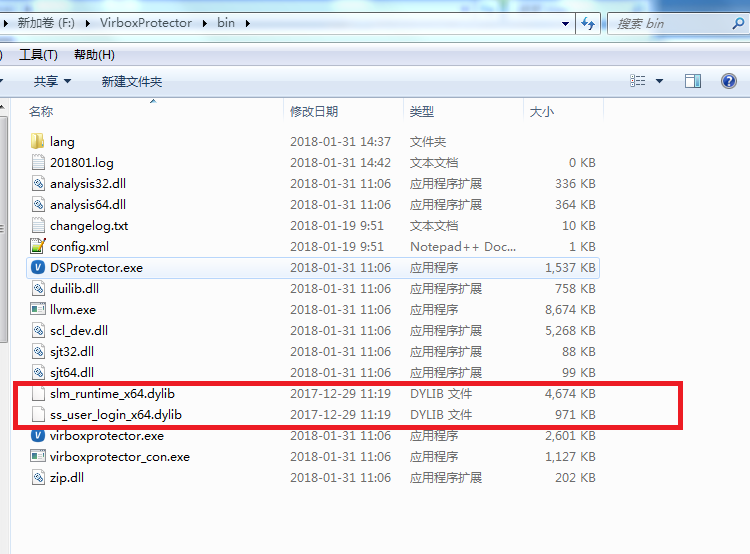 新加卷 (F:) VirboxProtector bin 搜索 bin
) 工具(T) 帮助(H)
共享 新建文件夹
名称 修改日期 类型 大小
lang 2018-01-31 14:37 文件夹
201801.log 2018-01-31 14:42 文本文档 0 KB
analysis32.dll 2018-01-31 11:06 应用程序扩展 336 KB
analysis64.dll 2018-01-31 11:06 应用程序扩展 364 KB
changelog.txt 2018-01-19 9:51 文本文档 10 KB
config.xml 2018-01-19 9:51 Notepad++ Doc... 1 KB
DSProtector.exe 2018-01-31 11:06 应用程序 1,537 KB
duilib.dll 2018-01-31 11:06 应用程序扩展 758 KB
llvm.exe 2018-01-31 11:06 应用程序 8,674 KB
scl_dev.dll 2018-01-31 11:06 应用程序扩展 5,268 KB
sjt32.dll 2018-01-31 11:06 应用程序扩展 88 KB
sjt64.dll 2018-01-31 11:06 应用程序扩展 99 KB
slm_runtime_x64.dylib 2017-12-29 11:19 DYLIB 文件 4,674 KB
ss_user_login_x64.dylib 2017-12-29 11:19 DYLIB 文件 971 KB
virboxprotector.exe 2018-01-31 11:06 应用程序 2,601 KB
virboxprotector_con.exe 2018-01-31 11:06 应用程序 1,127 KB
zip.dll 2018-01-31 11:06 应用程序扩展 202 KB